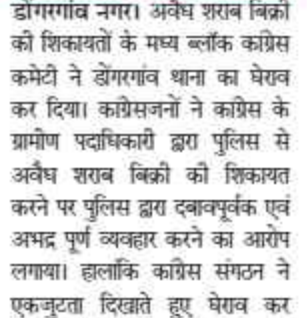 डोंगरगांव नगर। अवैध शराब बिक्री
की शिकायतों के मध्य ब्लॉक कांग्रेस
कमेटी ने डोंगरगांव थाना का घेराव
कर दिया। कांग्रेसजनों ने कांग्रेस के
ग्रामीण पदाधिकारी द्वारा पुलिस से
अवैध शराब बिक्री की शिकायत
करने पर पुलिस द्वारा दबावपूर्वक एवं
अभद्र पूर्ण व्यवहार करने का आरोप
लगाया। हालांकि कांग्रेस संगठन ने
एकजुटता दिखाते हुए घेराव कर